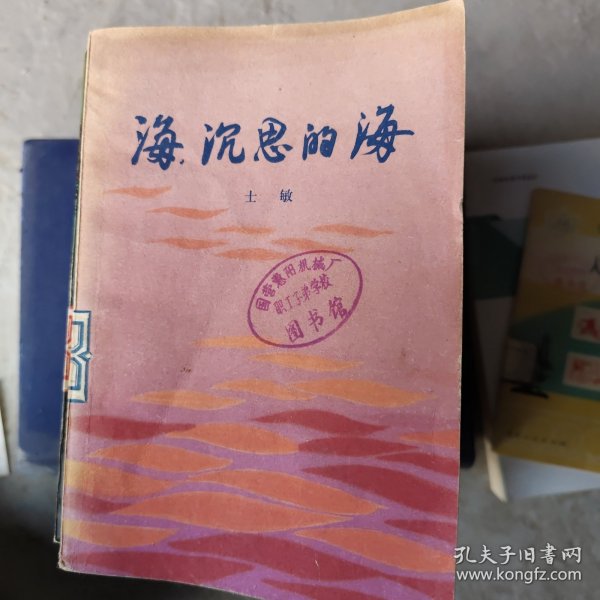 海，沉思的海
士敏
国营惠阳机械厂
职工子弟学校
图书馆
孔夫子旧书网
www.kongfz.com